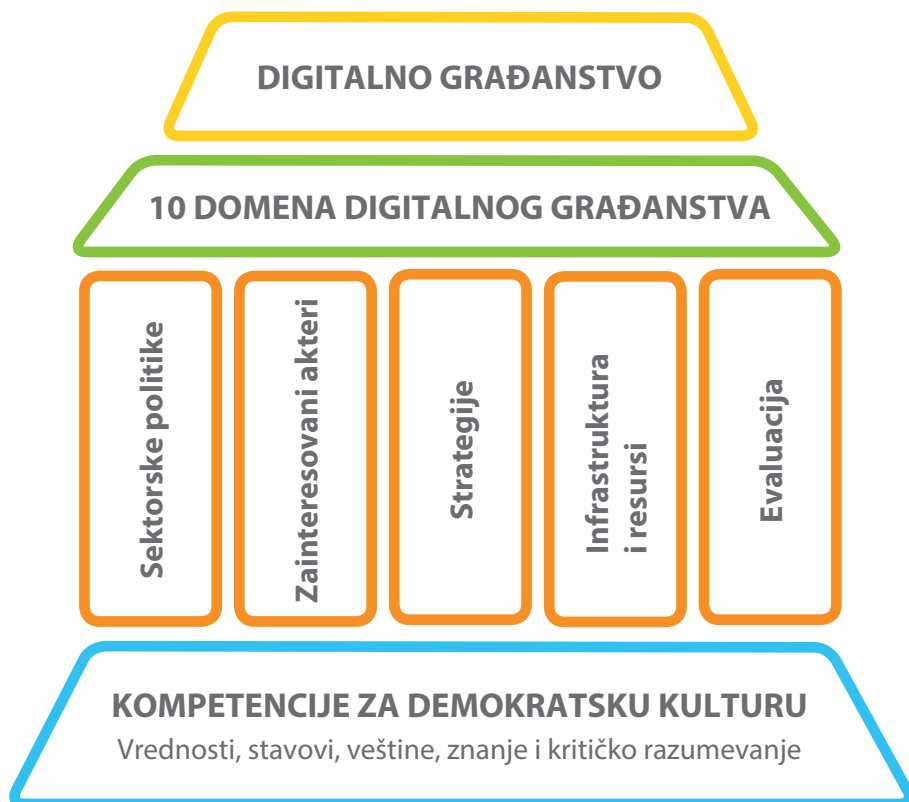 DIGITALNO GRAĐANSTVO
10 DOMENA DIGITALNOG GRAĐANSTVA
Sektorske politike
Zainteresovani akteri
Strategije
Infrastruktura
i resursi
Evaluacija
KOMPETENCIJE ZA DEMOKRATSKU KULTURU
Vrednosti, stavovi, veštine, znanje i kritičko razumevanje